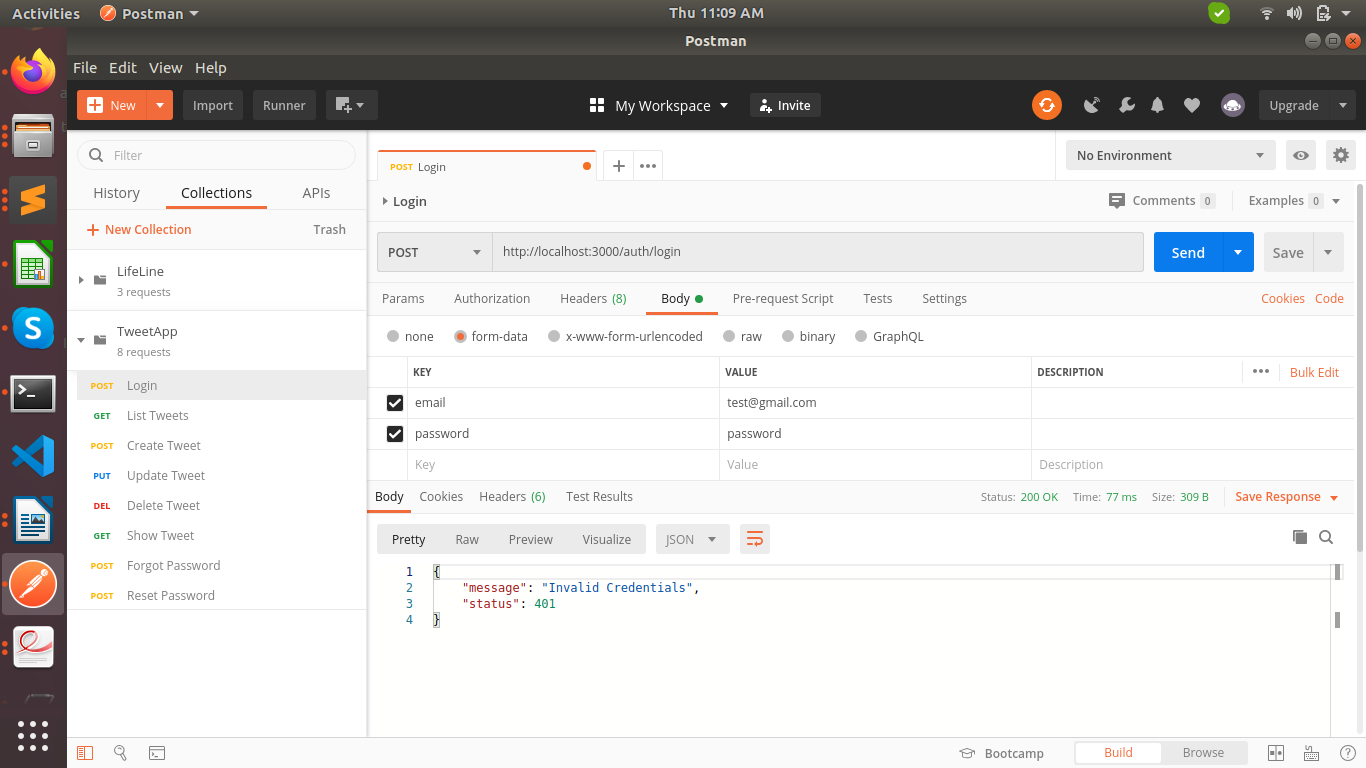 Activities Postman Thu 11:09 AM
Postman
File Edit View Help
New Import Runner My Workspace Invite Upgrade
Filter
History Collections APIs
New Collection Trash
LifeLine
3 requests
TweetApp
8 requests
POST Login
GET List Tweets
POST Create Tweet
PUT Update Tweet
DEL Delete Tweet
GET Show Tweet
POST Forgot Password
POST Reset Password
POST Login
No Environment
Login Comments 0 Examples 0
POST http://localhost:3000/auth/login Send Save
Params Authorization Headers (8) Body Pre-request Script Tests Settings Cookies Code
none form-data x-www-form-urlencoded raw binary GraphQL
KEY VALUE DESCRIPTION Bulk Edit
email test@gmail.com
password password
Key Value Description
Body Cookies Headers (6) Test Results Status: 200 OK Time: 77 ms Size: 309 B Save Response
Pretty Raw Preview Visualize JSON
1 {
2 "message": "Invalid Credentials",
3 "status": 401
4 }
Bootcamp Build Browse